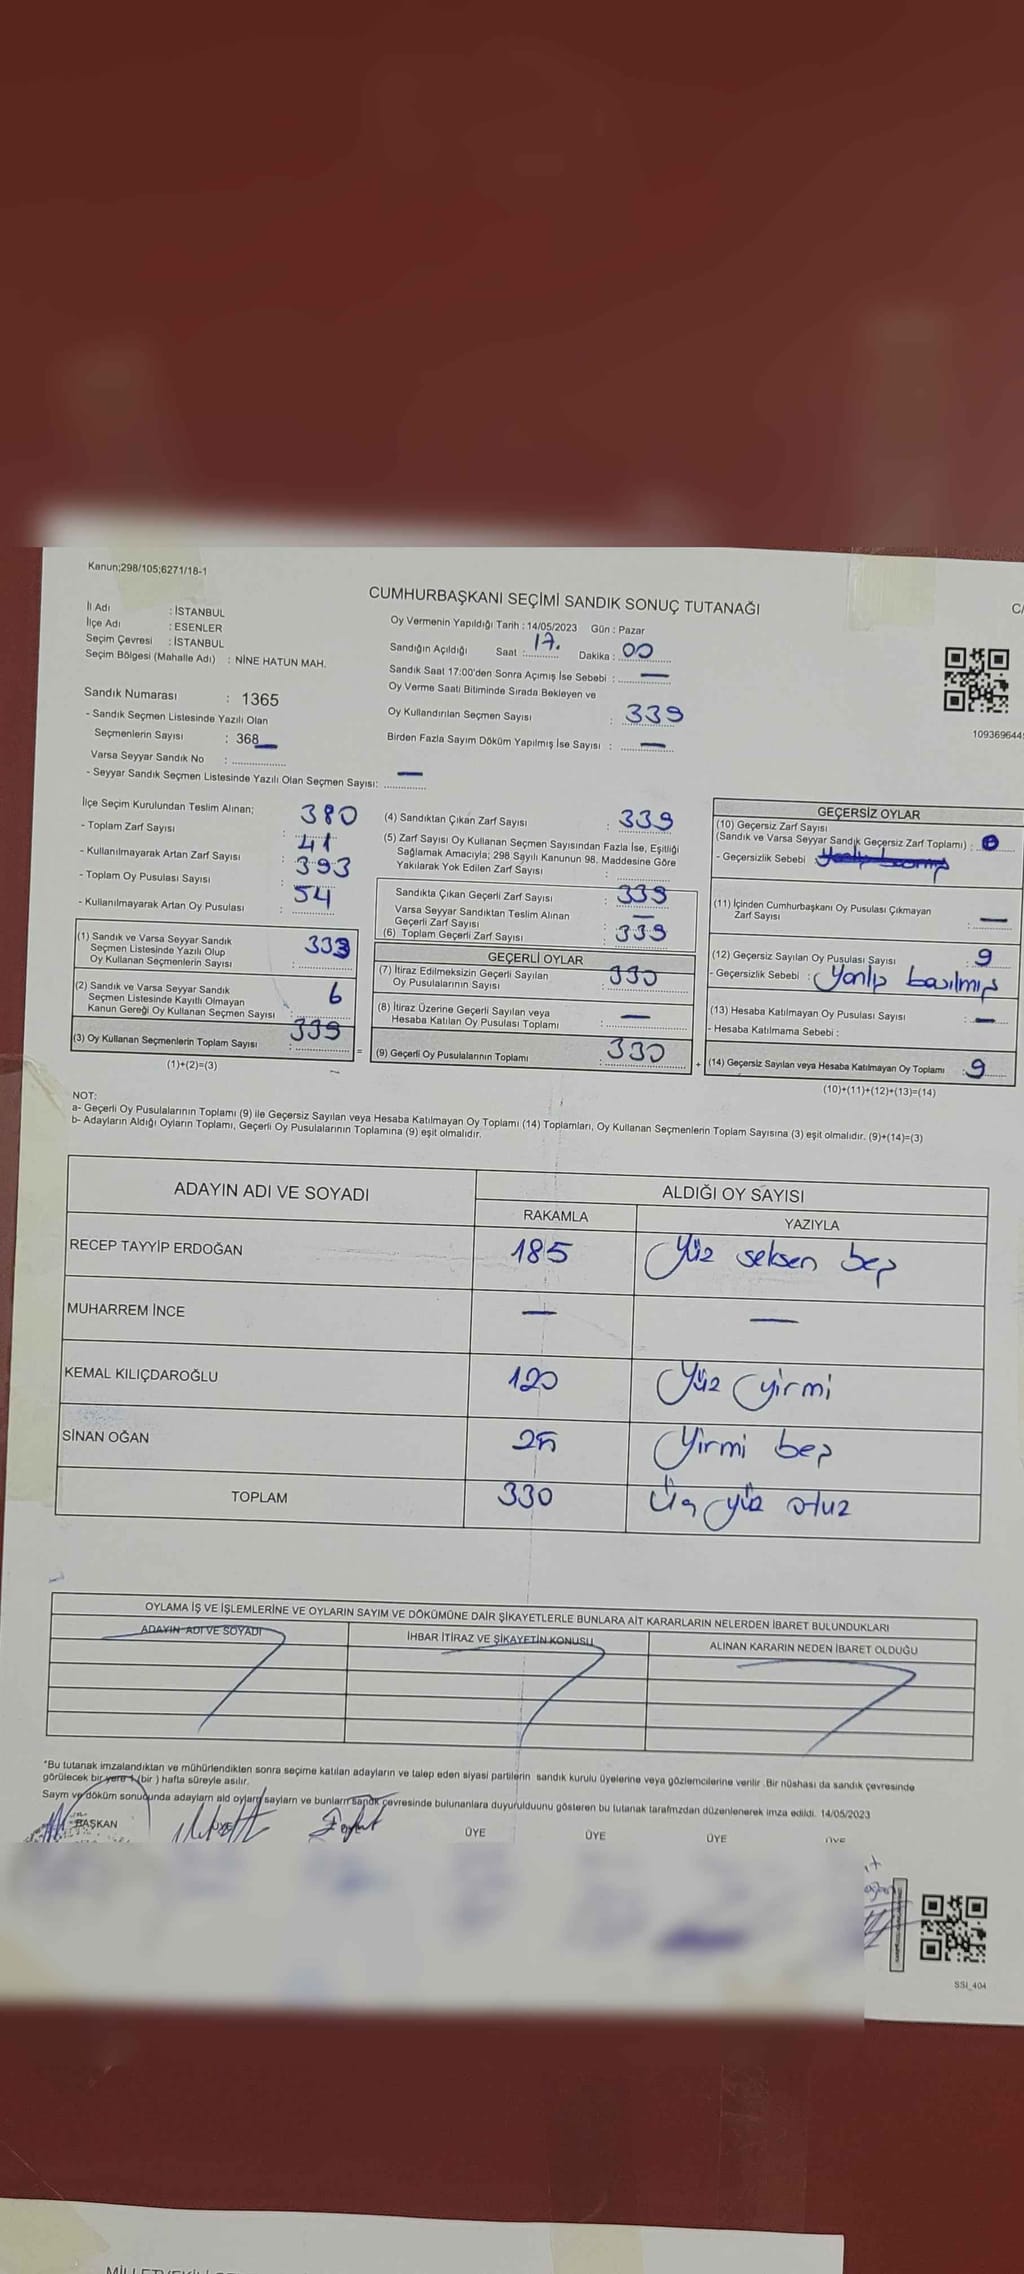 Kanun;298/105;6271/18-1
CUMHURBAŞKANI SEÇİMİ SANDIK SONUÇ TUTANAĞI
C/
İl Adı : İSTANBUL
İlçe Adı : ESENLER
Seçim Çevresi : İSTANBUL
Seçim Bölgesi (Mahalle Adı) : NİNE HATUN MAH.
Sandık Numarası : 1365
- Sandık Seçmen Listesinde Yazılı Olan
Seçmenlerin Sayısı : 368
Varsa Seyyar Sandık No :
- Seyyar Sandık Seçmen Listesinde Yazılı Olan Seçmen Sayısı: —
Oy Vermenin Yapıldığı Tarih : 14/05/2023 Gün : Pazar
Sandığın Açıldığı Saat : 17. Dakika : 00
Sandık Saat 17:00'den Sonra Açımış İse Sebebi : —
Oy Verme Saati Bitiminde Sırada Bekleyen ve
Oy Kullandırılan Seçmen Sayısı : 339
Birden Fazla Sayım Döküm Yapılmış İse Sayısı : —
109369644
İlçe Seçim Kurulundan Teslim Alınan;
- Toplam Zarf Sayısı : 380
- Kullanılmayarak Artan Zarf Sayısı : 41
- Toplam Oy Pusulası Sayısı : 393
- Kullanılmayarak Artan Oy Pusulası : 54
(1) Sandık ve Varsa Seyyar Sandık
Seçmen Listesinde Yazılı Olup
Oy Kullanan Seçmenlerin Sayısı : 333
(2) Sandık ve Varsa Seyyar Sandık
Seçmen Listesinde Kayıtlı Olmayan
Kanun Gereği Oy Kullanan Seçmen Sayısı : 6
(3) Oy Kullanan Seçmenlerin Toplam Sayısı : 339
(1)+(2)=(3)
(4) Sandıktan Çıkan Zarf Sayısı : 339
(5) Zarf Sayısı Oy Kullanan Seçmen Sayısından Fazla İse, Eşitliği
Sağlamak Amacıyla; 298 Sayılı Kanunun 98. Maddesine Göre
Yakılarak Yok Edilen Zarf Sayısı :
Sandıkta Çıkan Geçerli Zarf Sayısı : 339
Varsa Seyyar Sandıktan Teslim Alınan
Geçerli Zarf Sayısı : —
(6) Toplam Geçerli Zarf Sayısı : 339
GEÇERLİ OYLAR
(7) İtiraz Edilmeksizin Geçerli Sayılan
Oy Pusulalarının Sayısı : 330
(8) İtiraz Üzerine Geçerli Sayılan veya
Hesaba Katılan Oy Pusulası Toplamı : —
(9) Geçerli Oy Pusulalarının Toplamı : 330
GEÇERSİZ OYLAR
(10) Geçersiz Zarf Sayısı
(Sandık ve Varsa Seyyar Sandık Geçersiz Zarf Toplamı) : 0
- Geçersizlik Sebebi :
(11) İçinden Cumhurbaşkanı Oy Pusulası Çıkmayan
Zarf Sayısı : —
(12) Geçersiz Sayılan Oy Pusulası Sayısı : 9
- Geçersizlik Sebebi : Yanlış basılmış
(13) Hesaba Katılmayan Oy Pusulası Sayısı : —
- Hesaba Katılmama Sebebi :
(14) Geçersiz Sayılan veya Hesaba Katılmayan Oy Toplamı : 9
(10)+(11)+(12)+(13)=(14)
NOT:
a- Geçerli Oy Pusulalarının Toplamı (9) ile Geçersiz Sayılan veya Hesaba Katılmayan Oy Toplamı (14) Toplamları, Oy Kullanan Seçmenlerin Toplam Sayısına (3) eşit olmalıdır. (9)+(14)=(3)
b- Adayların Aldığı Oyların Toplamı, Geçerli Oy Pusulalarının Toplamına (9) eşit olmalıdır.
ADAYIN ADI VE SOYADI ALDIĞI OY SAYISI
RAKAMLA YAZIYLA
RECEP TAYYİP ERDOĞAN 185 Yüz seksen beş
MUHARREM İNCE — —
KEMAL KILIÇDAROĞLU 120 Yüz yirmi
SİNAN OĞAN 25 Yirmi beş
TOPLAM 330 Üç yüz otuz
OYLAMA İŞ VE İŞLEMLERİNE VE OYLARIN SAYIM VE DÖKÜMÜNE DAİR ŞİKAYETLERLE BUNLARA AİT KARARLARIN NELERDEN İBARET BULUNDUKLARI
ADAYIN ADI VE SOYADI İHBAR İTİRAZ VE ŞİKAYETİN KONUSU ALINAN KARARIN NEDEN İBARET OLDUĞU
*Bu tutanak imzalandıktan ve mühürlendikten sonra seçime katılan adayların ve talep eden siyasi partilerin sandık kurulu üyelerine veya gözlemcilerine verilir .Bir nüshası da sandık çevresinde
görülecek bir yere 1 (bir ) hafta süreyle asılır.
Saym ve döküm sonucunda adaylarn ald oylarg saylarn ve bunlarn sandk çevresinde bulunanlara duyurulduunu gösteren bu tutanak tarafmzdan düzenlenerek imza edildi. 14/05/2023
BAŞKAN ÜYE ÜYE ÜYE ÜYE
SSI_404